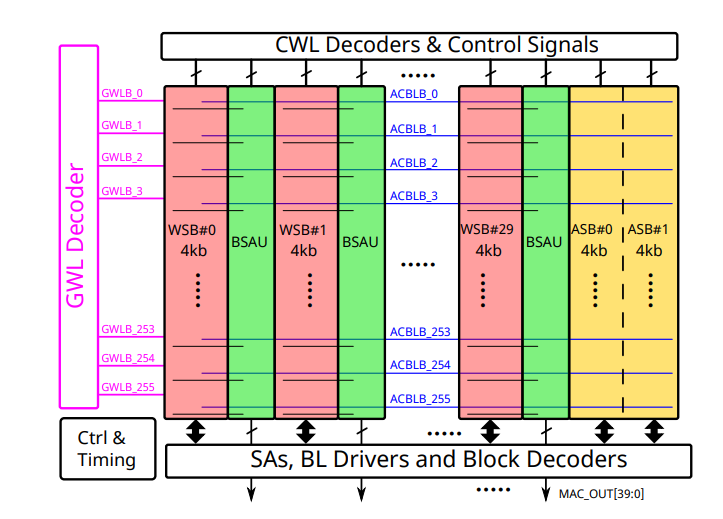 CWL Decoders & Control Signals
GWL Decoder
GWLB_0
GWLB_1
GWLB_2
GWLB_3
GWLB_253
GWLB_254
GWLB_255
ACBLB_0
ACBLB_1
ACBLB_2
ACBLB_3
ACBLB_253
ACBLB_254
ACBLB_255
WSB#0
4kb
BSAU
WSB#1
4kb
BSAU
WSB#29
4kb
BSAU
ASB#0
4kb
ASB#1
4kb
Ctrl &
Timing
SAs, BL Drivers and Block Decoders
MAC_OUT[39:0]